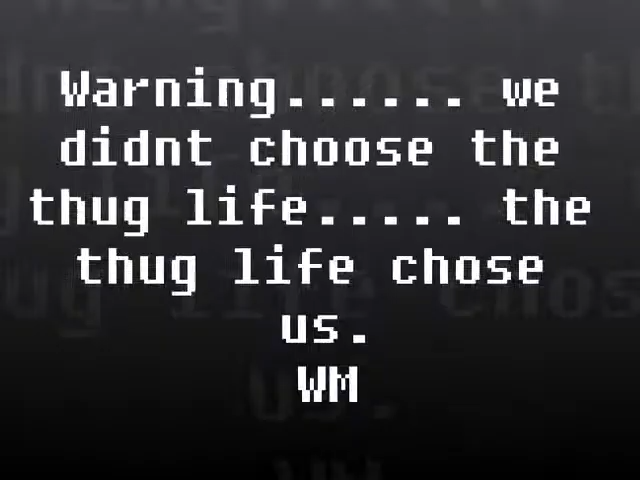 Warning...... we
didnt choose the
thug life..... the
thug life chose
us.
WM